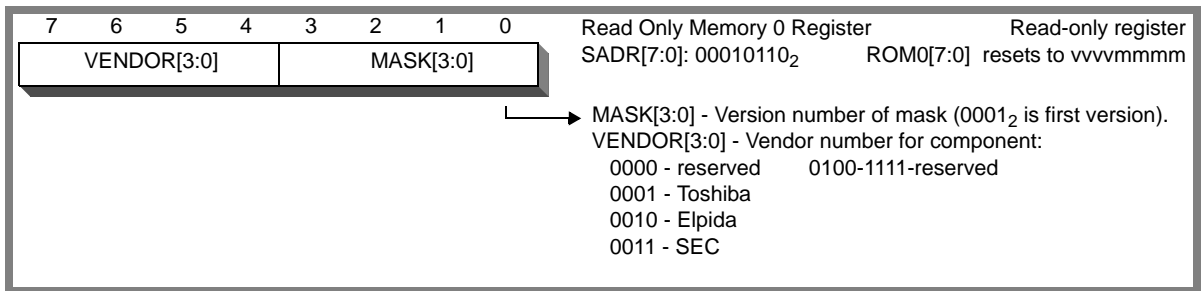 7 6 5 4 3 2 1 0
VENDOR[3:0] MASK[3:0]
Read Only Memory 0 Register Read-only register
SADR[7:0]: 00010110₂ ROM0[7:0] resets to vvvvmmmm
MASK[3:0] - Version number of mask (0001₂ is first version).
VENDOR[3:0] - Vendor number for component:
0000 - reserved 0100-1111-reserved
0001 - Toshiba
0010 - Elpida
0011 - SEC